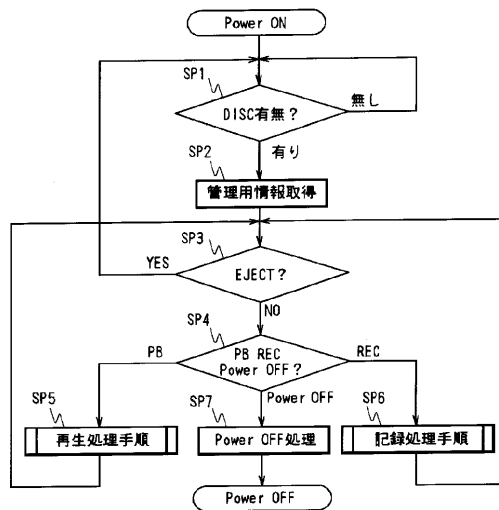 Power ON
SP1
DISC有無?
無し
有り
SP2
管理用情報取得
SP3
YES
EJECT?
NO
SP4
PB
PB REC
Power OFF?
REC
Power OFF
SP5
再生処理手順
SP7
Power OFF処理
SP6
記録処理手順
Power OFF